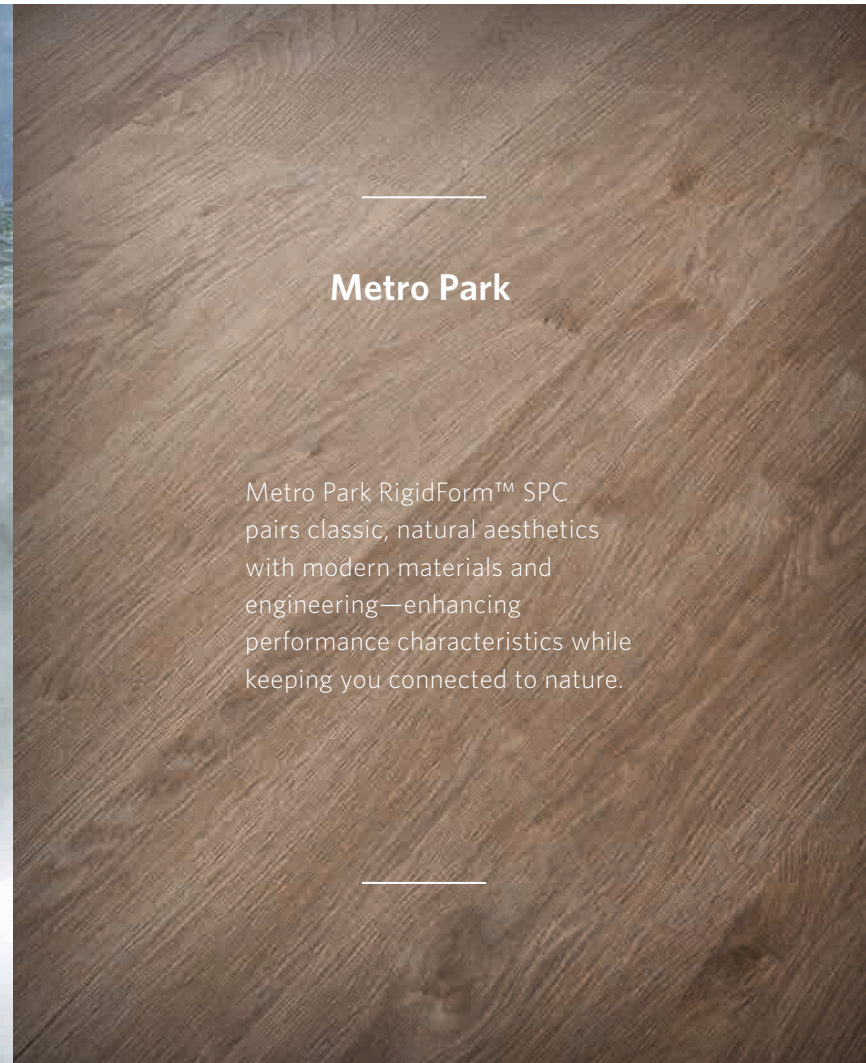 Metro Park
Metro Park RigidForm™ SPC
pairs classic, natural aesthetics
with modern materials and
engineering—enhancing
performance characteristics while
keeping you connected to nature.